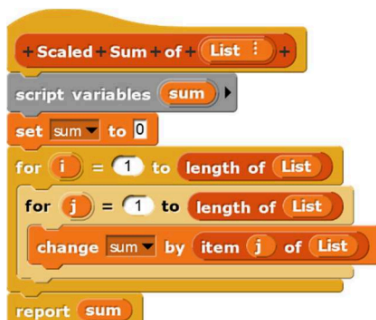 + Scaled + Sum + of + List ⋮ +
script variables sum
set sum to 0
for i = 1 to length of List
for j = 1 to length of List
change sum by item j of List
report sum